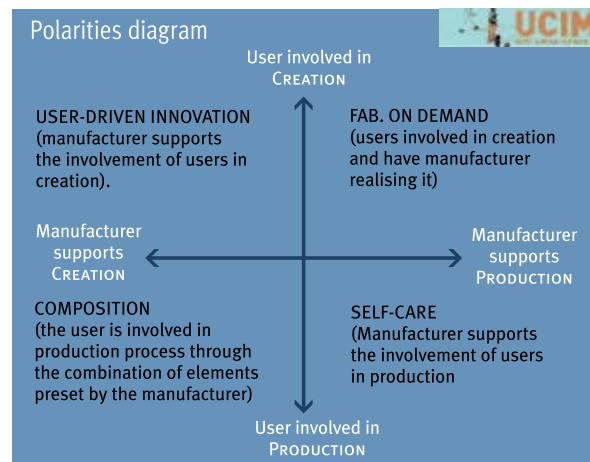 Polarities diagram
UCIM
User involved in
CREATION
USER-DRIVEN INNOVATION
(manufacturer supports
the involvement of users in
creation).
FAB. ON DEMAND
(users involved in creation
and have manufacturer
realising it)
Manufacturer
supports
CREATION
Manufacturer
supports
PRODUCTION
COMPOSITION
(the user is involved in
production process through
the combination of elements
preset by the manufacturer)
SELF-CARE
(Manufacturer supports
the involvement of users
in production
User involved in
PRODUCTION